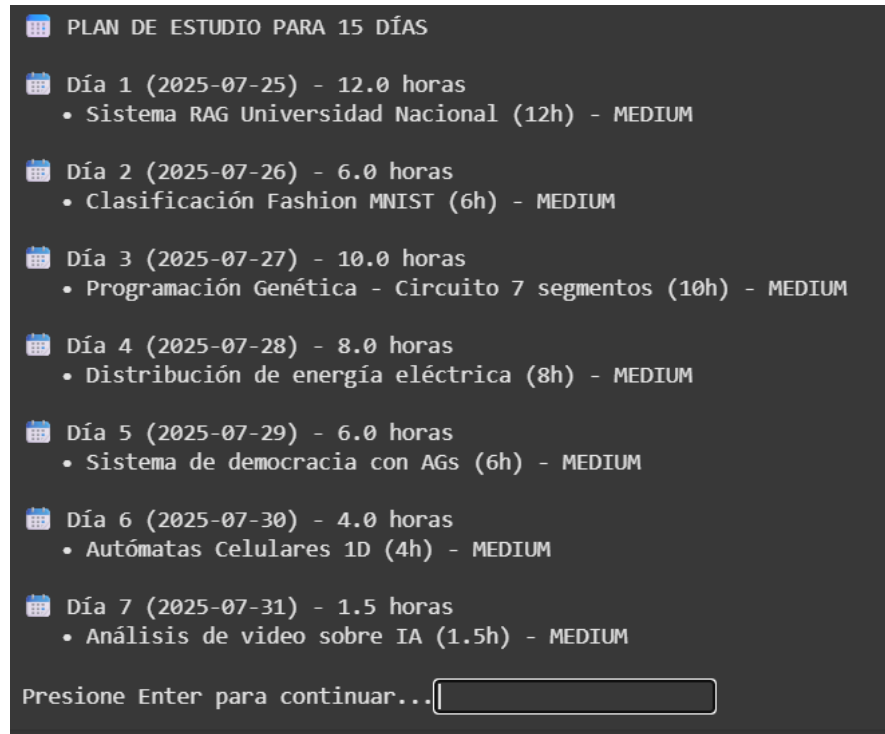 PLAN DE ESTUDIO PARA 15 DÍAS
Día 1 (2025-07-25) - 12.0 horas
• Sistema RAG Universidad Nacional (12h) - MEDIUM
Día 2 (2025-07-26) - 6.0 horas
• Clasificación Fashion MNIST (6h) - MEDIUM
Día 3 (2025-07-27) - 10.0 horas
• Programación Genética - Circuito 7 segmentos (10h) - MEDIUM
Día 4 (2025-07-28) - 8.0 horas
• Distribución de energía eléctrica (8h) - MEDIUM
Día 5 (2025-07-29) - 6.0 horas
• Sistema de democracia con AGs (6h) - MEDIUM
Día 6 (2025-07-30) - 4.0 horas
• Autómatas Celulares 1D (4h) - MEDIUM
Día 7 (2025-07-31) - 1.5 horas
• Análisis de video sobre IA (1.5h) - MEDIUM
Presione Enter para continuar...